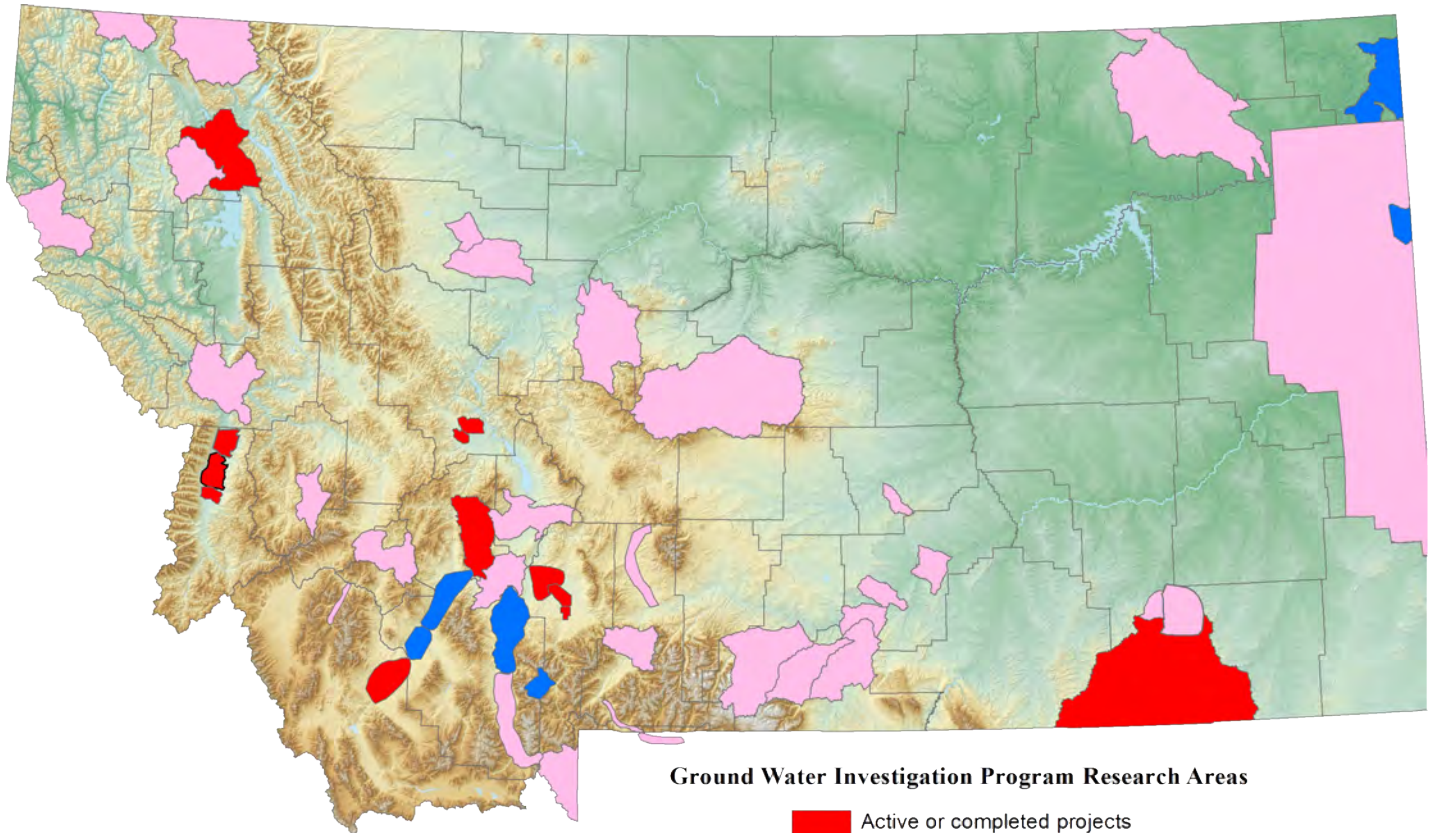 Ground Water Investigation Program Research Areas
Active or completed projects